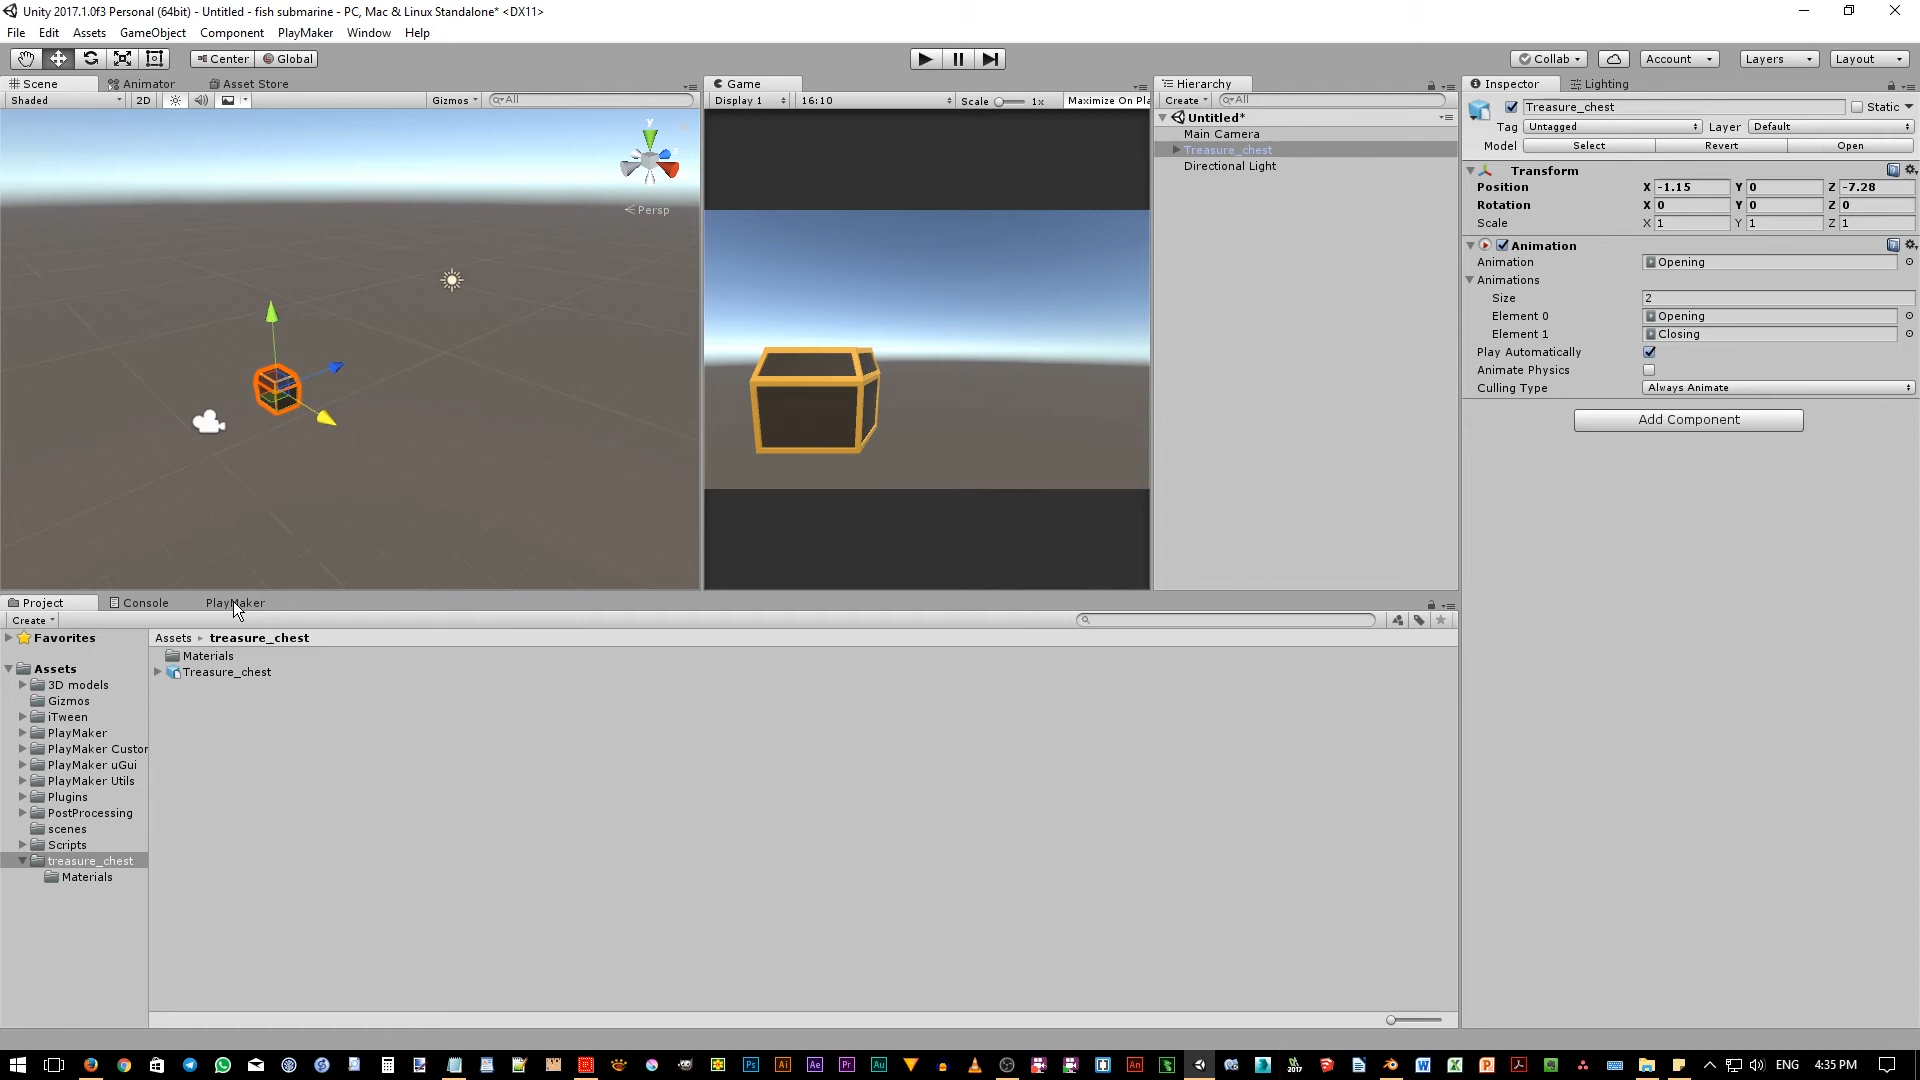 Unity 2017.1.0f3 Personal (64bit) - Untitled - fish submarine - PC, Mac & Linux Standalone* <DX11>
File Edit Assets GameObject Component PlayMaker Window Help
Center Global
Collab Account Layers Layout
Scene Animator Asset Store
Shaded 2D Gizmos All
y
Persp
Game
Display 1 16:10 Scale 1x Maximize On Pla
Hierarchy
Create All
Untitled*
Main Camera
Treasure_chest
Directional Light
Inspector Lighting
Treasure_chest Static
Tag Untagged Layer Default
Model Select Revert Open
Transform
Position X -1.15 Y 0 Z -7.28
Rotation X 0 Y 0 Z 0
Scale X 1 Y 1 Z 1
Animation
Animation Opening
Animations
Size 2
Element 0 Opening
Element 1 Closing
Play Automatically
Animate Physics
Culling Type Always Animate
Add Component
Project Console PlayMaker
Create
Favorites
Assets
3D models
Gizmos
iTween
PlayMaker
PlayMaker Custor
PlayMaker uGui
PlayMaker Utils
Plugins
PostProcessing
scenes
Scripts
treasure_chest
Materials
Assets treasure_chest
Materials
Treasure_chest
Ps Ai Ae Pr Au An 2017 ENG 4:35 PM